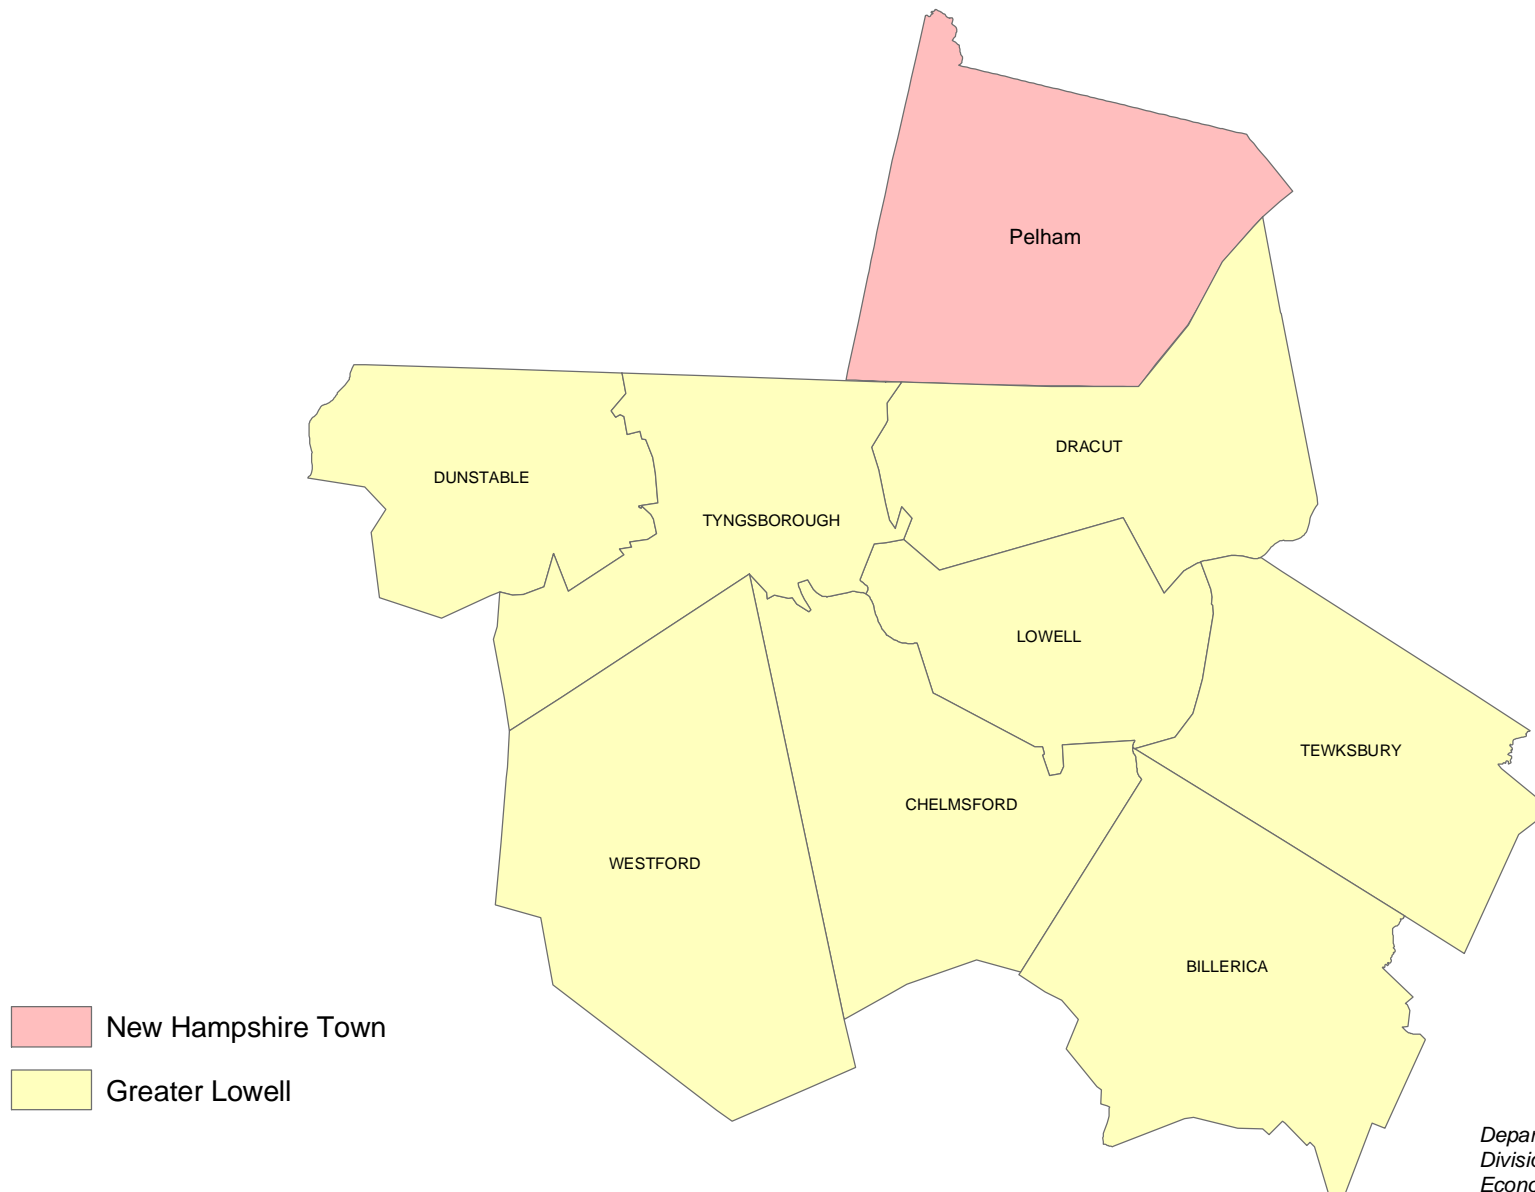 Pelham
DRACUT
DUNSTABLE
TYNGSBOROUGH
LOWELL
TEWKSBURY
CHELMSFORD
WESTFORD
BILLERICA
New Hampshire Town
Greater Lowell